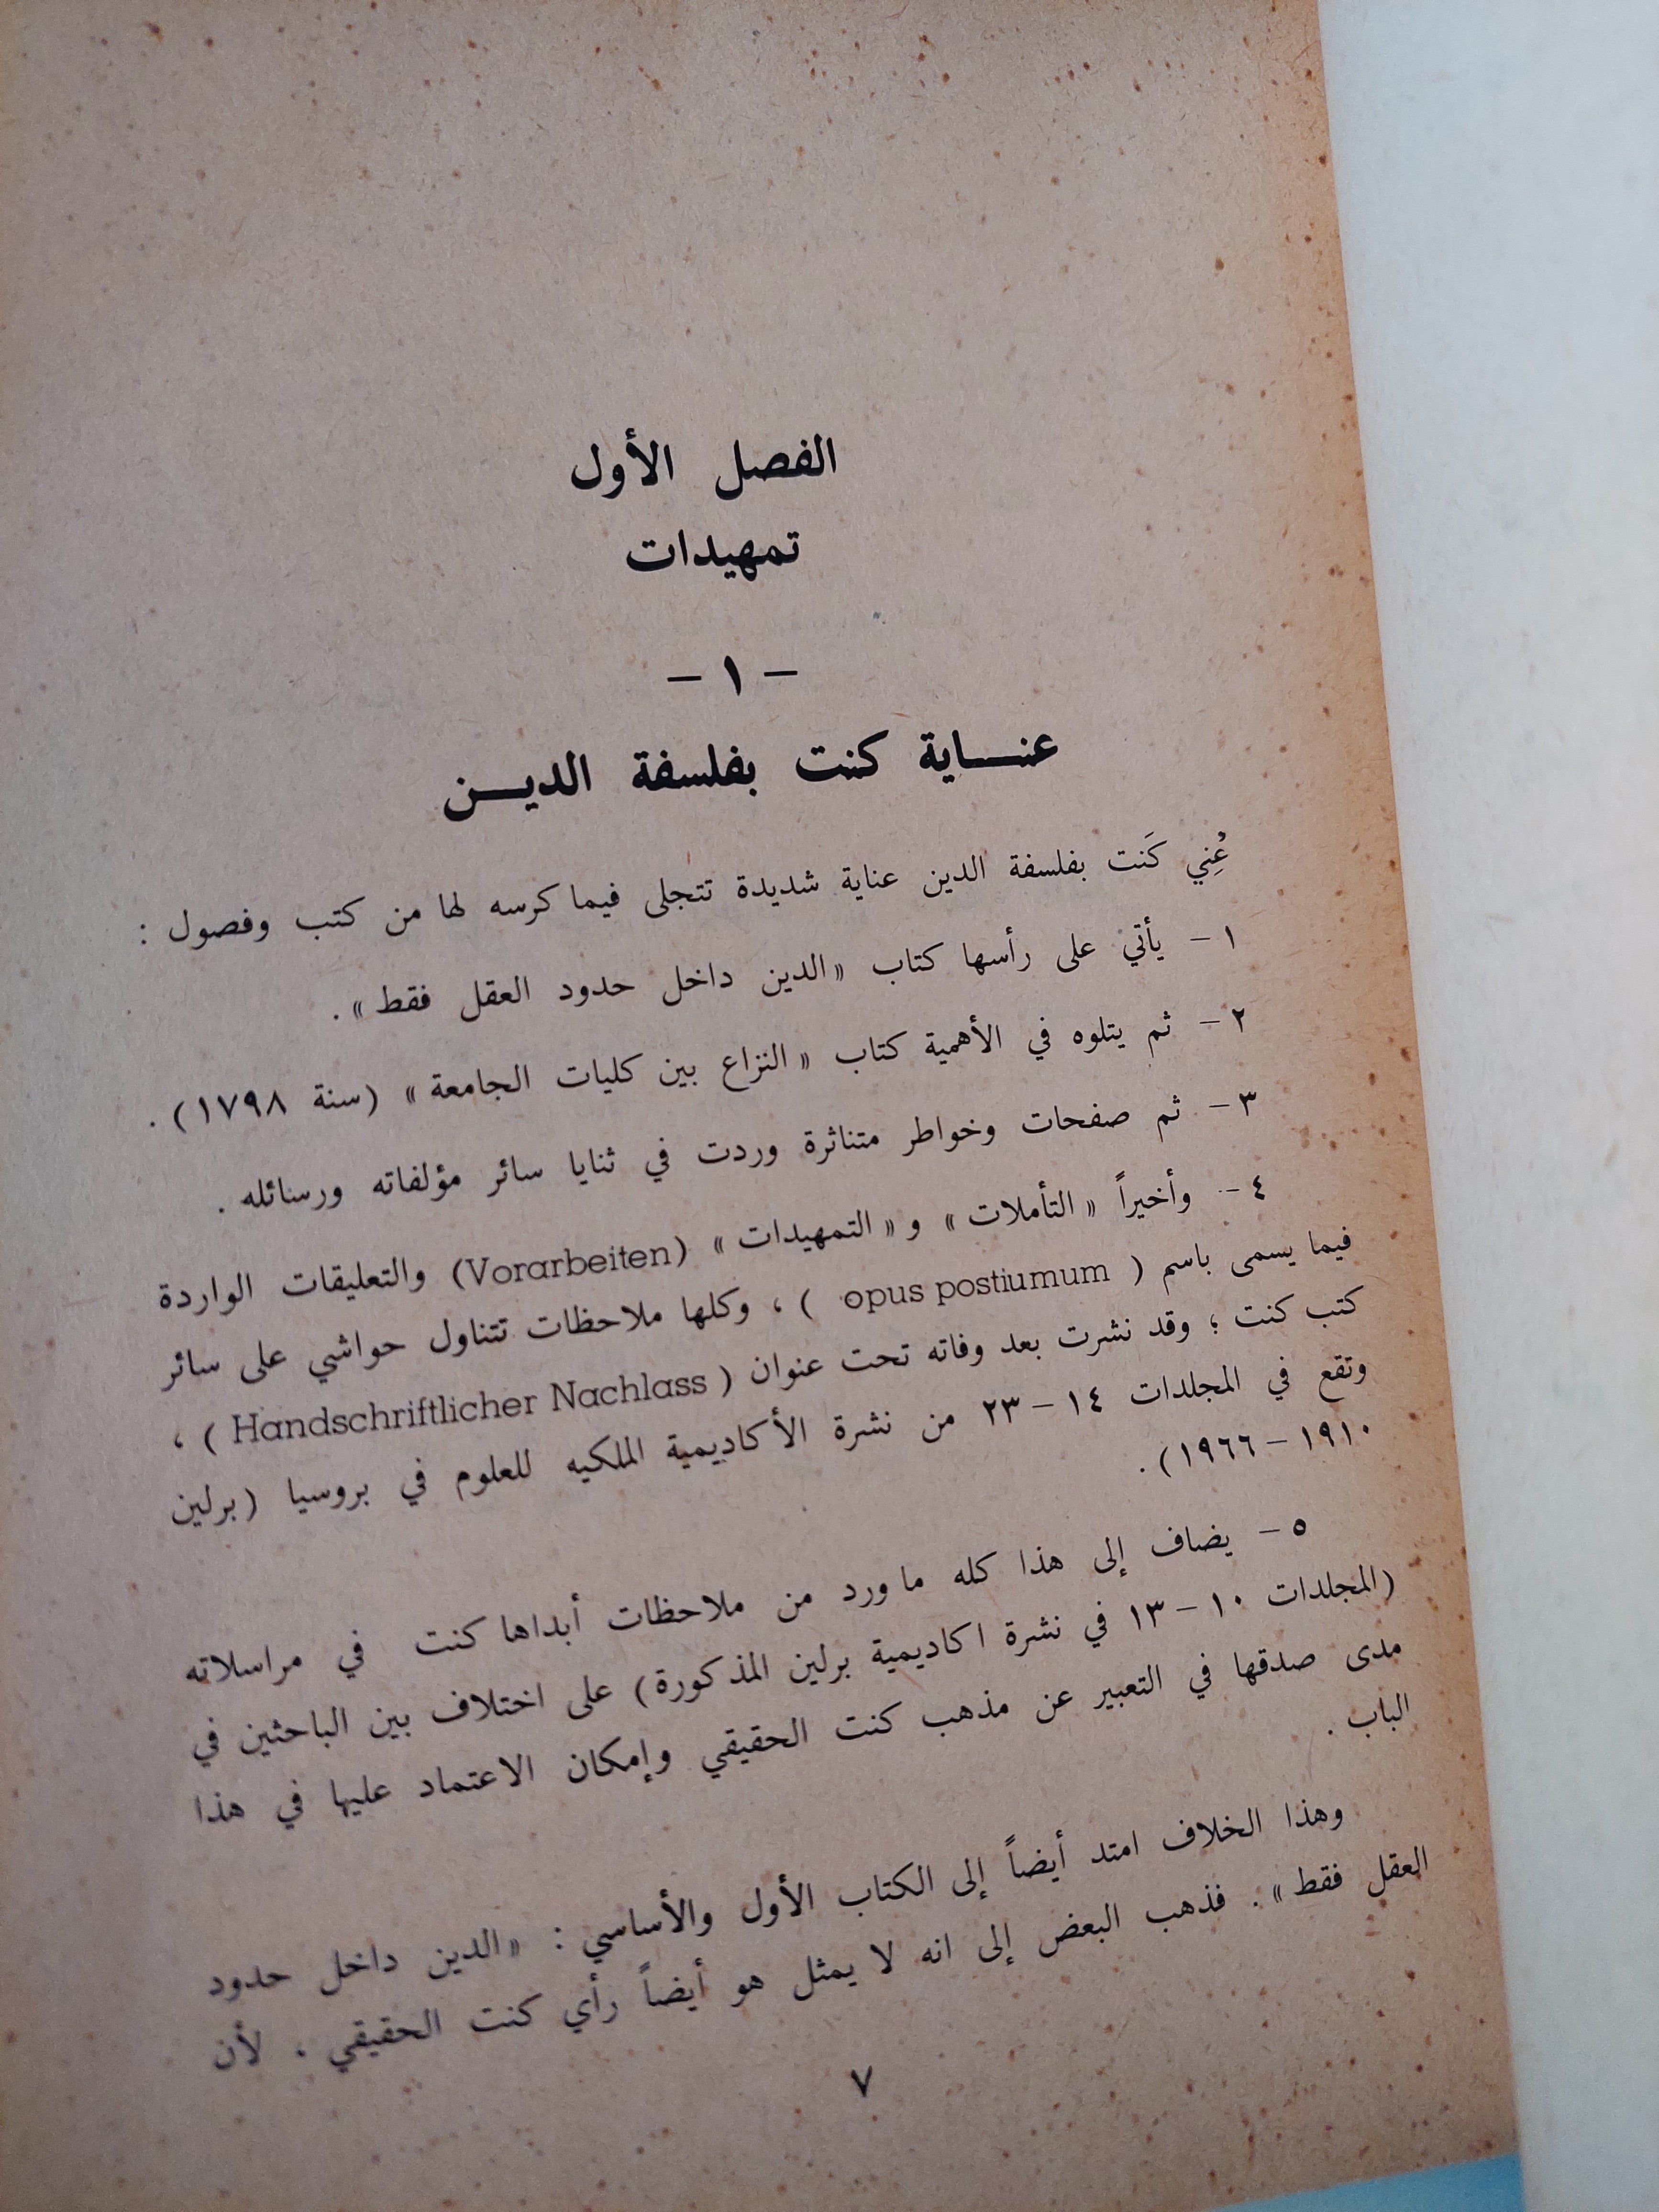 الفصل الأول
تمهيدات
– ١ –
عنـــاية كنت بفلسفة الديـــن
عُنِي كَنت بفلسفة الدين عناية شديدة تتجلى فيما كرسه لها من كتب وفصول :
١ – يأتي على رأسها كتاب «الدين داخل حدود العقل فقط» .
٢ – ثم يتلوه في الأهمية كتاب « النزاع بين كليات الجامعة » (سنة ١٧٩٨) .
٣ – ثم صفحات وخواطر متناثرة وردت في ثنايا سائر مؤلفاته ورسائله .
٤ – وأخيراً « التأملات » و « التمهيدات » (Vorarbeiten) والتعليقات الواردة
فيما يسمى باسم ( opus postiumum ) ، وكلها ملاحظات تتناول حواشي على سائر
كتب كنت ؛ وقد نشرت بعد وفاته تحت عنوان ( Handschriftlicher Nachlass ) ،
وتقع في المجلدات ١٤ – ٢٣ من نشرة الأكاديمية الملكيه للعلوم في بروسيا (برلين
١٩١٠ – ١٩٦٦) .
٥ – يضاف إلى هذا كله ما ورد من ملاحظات أبداها كنت في مراسلاته
(المجلدات ١٠ – ١٣ في نشرة اكاديمية برلين المذكورة) على اختلاف بين الباحثين في
مدى صدقها في التعبير عن مذهب كنت الحقيقي وإمكان الاعتماد عليها في هذا
الباب .
وهذا الخلاف امتد أيضاً إلى الكتاب الأول والأساسي : «الدين داخل حدود
العقل فقط» . فذهب البعض إلى انه لا يمثل هو أيضاً رأي كنت الحقيقي . لأن
٧